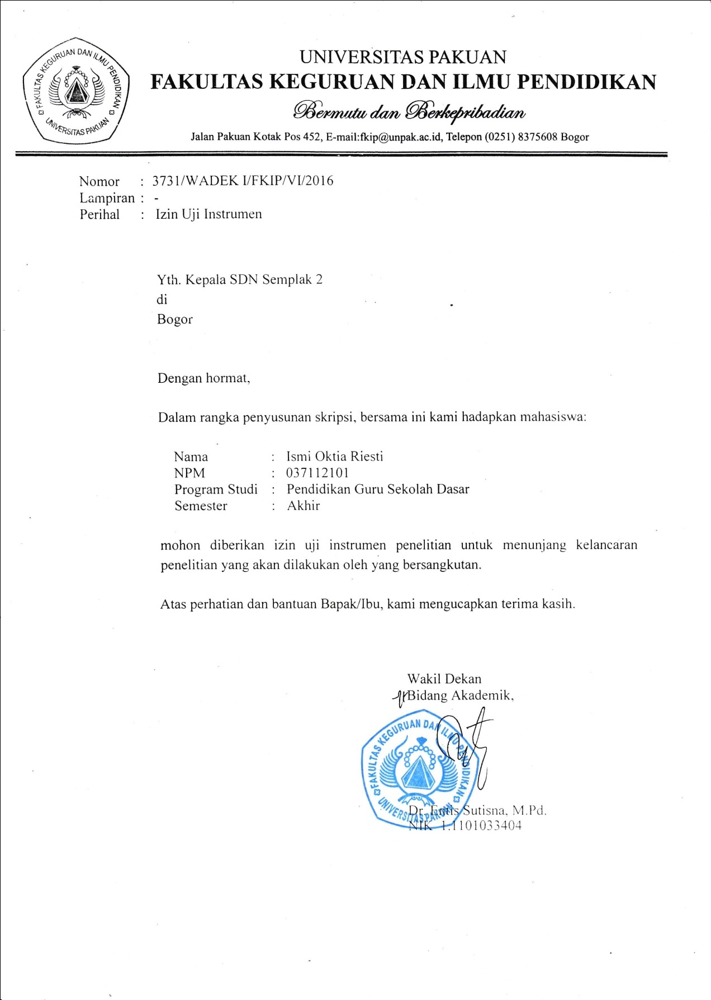 FAKULTAS KEGURUAN DAN ILMU PENDIDIKAN
UNIVERSITAS PAKUAN
UNIVERSITAS PAKUAN
FAKULTAS KEGURUAN DAN ILMU PENDIDIKAN
Bermutu dan Berkepribadian
Jalan Pakuan Kotak Pos 452, E-mail:fkip@unpak.ac.id, Telepon (0251) 8375608 Bogor
Nomor : 3731/WADEK I/FKIP/VI/2016
Lampiran : -
Perihal : Izin Uji Instrumen
Yth. Kepala SDN Semplak 2
di
Bogor
Dengan hormat,
Dalam rangka penyusunan skripsi, bersama ini kami hadapkan mahasiswa:
Nama : Ismi Oktia Riesti
NPM : 037112101
Program Studi : Pendidikan Guru Sekolah Dasar
Semester : Akhir
mohon diberikan izin uji instrumen penelitian untuk menunjang kelancaran
penelitian yang akan dilakukan oleh yang bersangkutan.
Atas perhatian dan bantuan Bapak/Ibu, kami mengucapkan terima kasih.
Wakil Dekan
Bidang Akademik,
FAKULTAS KEGURUAN DAN ILMU PENDIDIKAN
UNIVERSITAS PAKUAN
Dr. Entis Sutisna, M.Pd.
NIK 1.1101033404